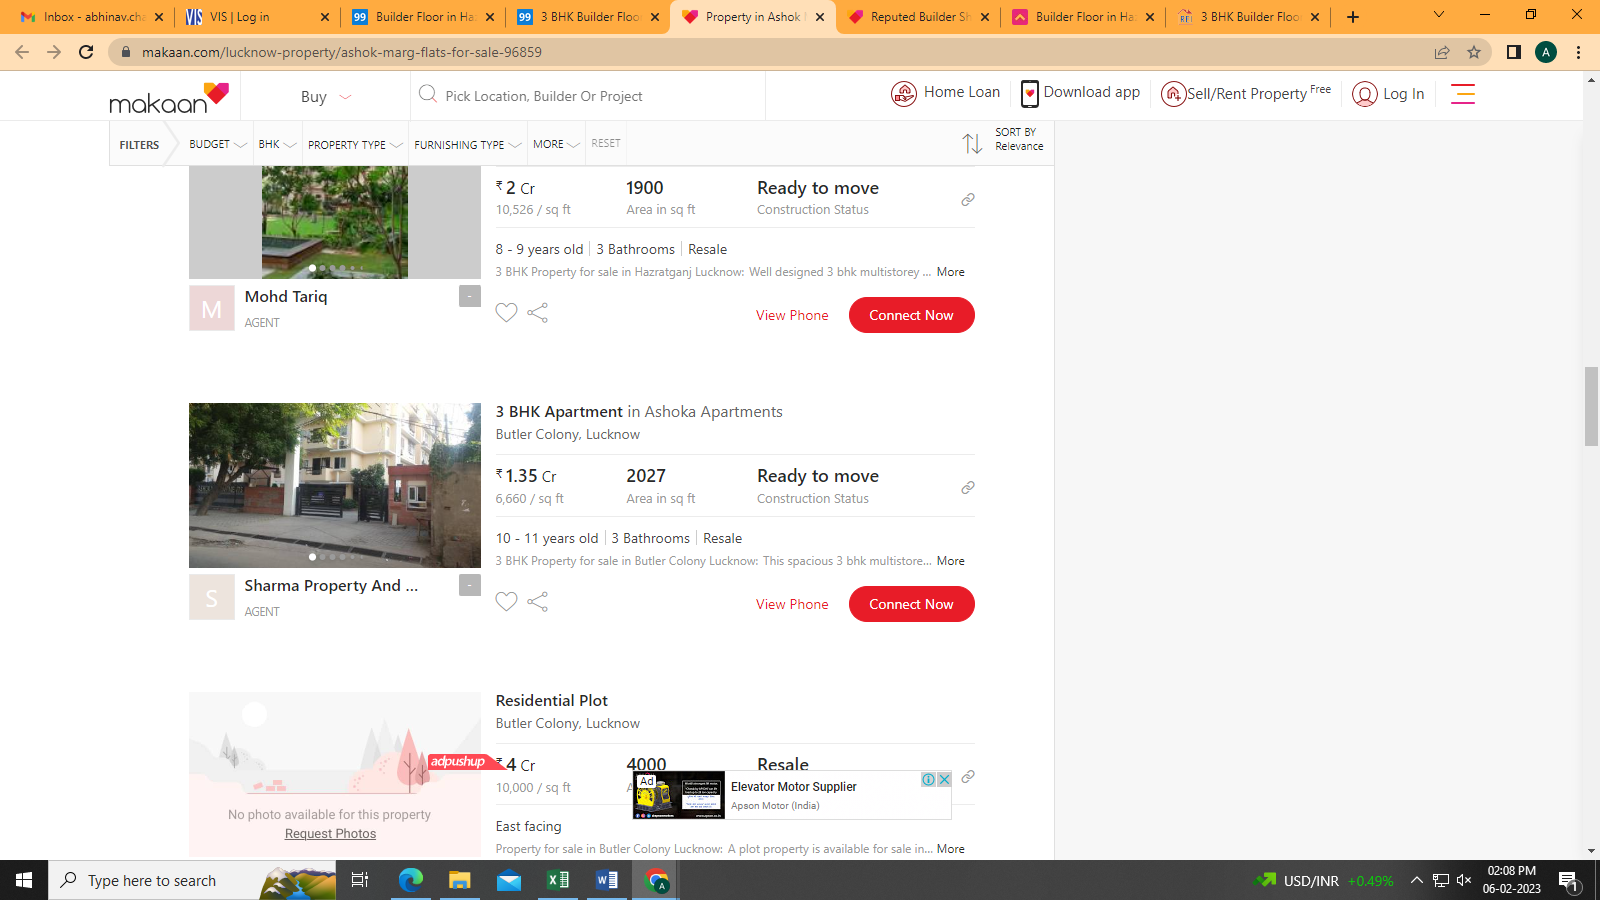 Inbox - abhinav.cha
VIS | Log in
Builder Floor in Ha
3 BHK Builder Floo
Property in Ashok
Reputed Builder Sh
Builder Floor in Ha
3 BHK Builder Floo
makaan.com/lucknow-property/ashok-marg-flats-for-sale-96859
A
makaan
Buy
Pick Location, Builder Or Project
Home Loan
Download app
Sell/Rent Property Free
Log In
FILTERS
BUDGET
BHK
PROPERTY TYPE
FURNISHING TYPE
MORE
RESET
SORT BY
Relevance
₹ 2 Cr
1900
Ready to move
10,526 / sq ft
Area in sq ft
Construction Status
8 - 9 years old | 3 Bathrooms | Resale
3 BHK Property for sale in Hazratganj Lucknow: Well designed 3 bhk multistorey ... More
M
Mohd Tariq
-
AGENT
View Phone
Connect Now
3 BHK Apartment in Ashoka Apartments
Butler Colony, Lucknow
₹ 1.35 Cr
2027
Ready to move
6,660 / sq ft
Area in sq ft
Construction Status
10 - 11 years old | 3 Bathrooms | Resale
3 BHK Property for sale in Butler Colony Lucknow: This spacious 3 bhk multistore... More
S
Sharma Property And ...
-
AGENT
View Phone
Connect Now
Residential Plot
Butler Colony, Lucknow
adpushup
₹ 4 Cr
4000
Resale
10,000 / sq ft
Ad
Elevator Motor Supplier
Apson Motor (India)
No photo available for this property
Request Photos
East facing
Property for sale in Butler Colony Lucknow: A plot property is available for sale in... More
Type here to search
USD/INR +0.49%
02:08 PM
06-02-2023
1